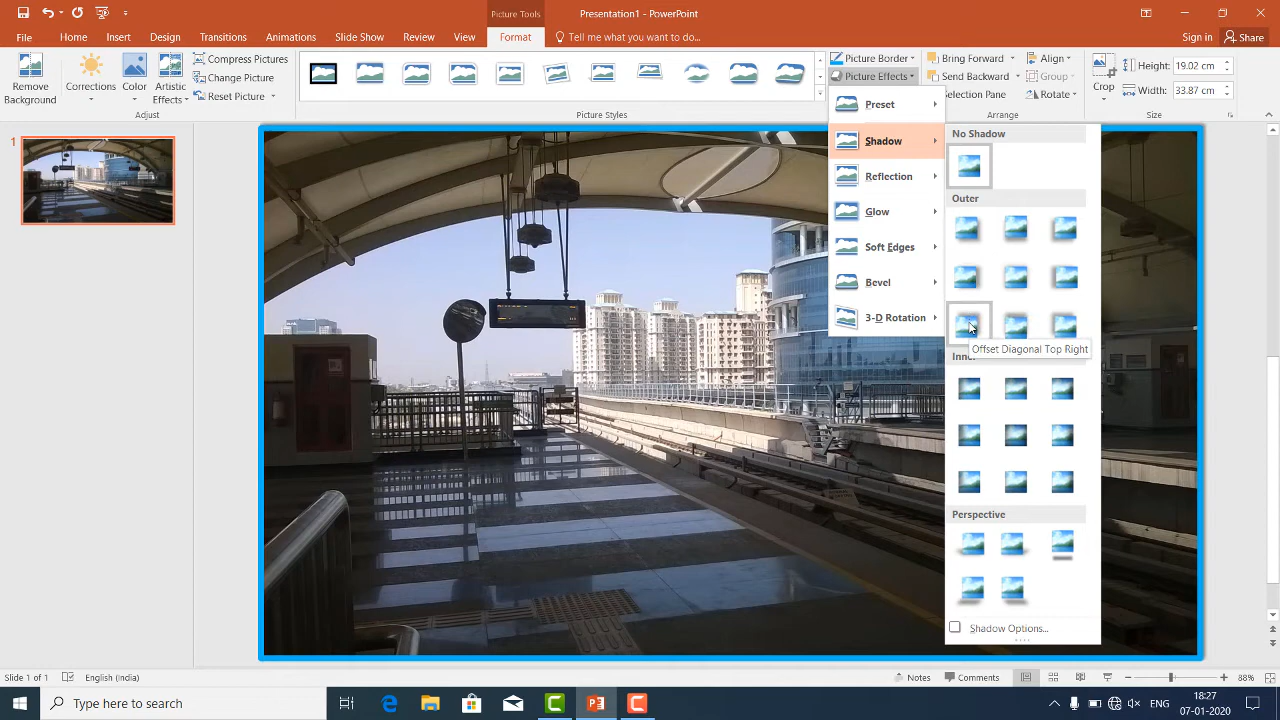 Picture Tools
Presentation1 - PowerPoint
File
Home
Insert
Design
Transitions
Animations
Slide Show
Review
View
Format
Tell me what you want to do...
Sign in
Share
Remove Background
Corrections
Color
Artistic Effects
Compress Pictures
Change Picture
Reset Picture
Adjust
Picture Styles
Picture Border
Picture Effects
Bring Forward
Send Backward
election Pane
Align
Group
Rotate
Arrange
Crop
Height:
19.02 cm
Width:
33.87 cm
Size
Preset
Shadow
Reflection
Glow
Soft Edges
Bevel
3-D Rotation
No Shadow
Outer
Offset Diagonal Top Right
Inne
Perspective
Shadow Options...
1
Slide 1 of 1
English (India)
Notes
Comments
88%
Type here to search
ENG
18:27
07-01-2020